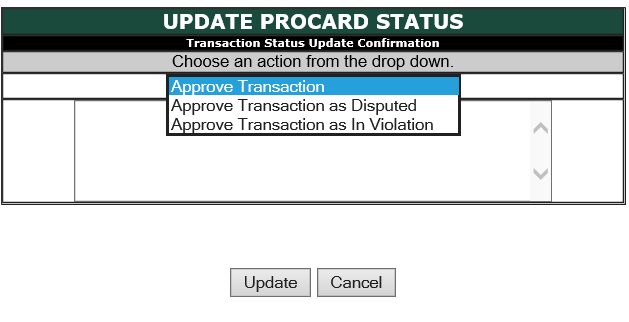 UPDATE PROCARD STATUS
Transaction Status Update Confirmation
Choose an action from the drop down.
Approve Transaction
Approve Transaction as Disputed
Approve Transaction as In Violation
Update Cancel